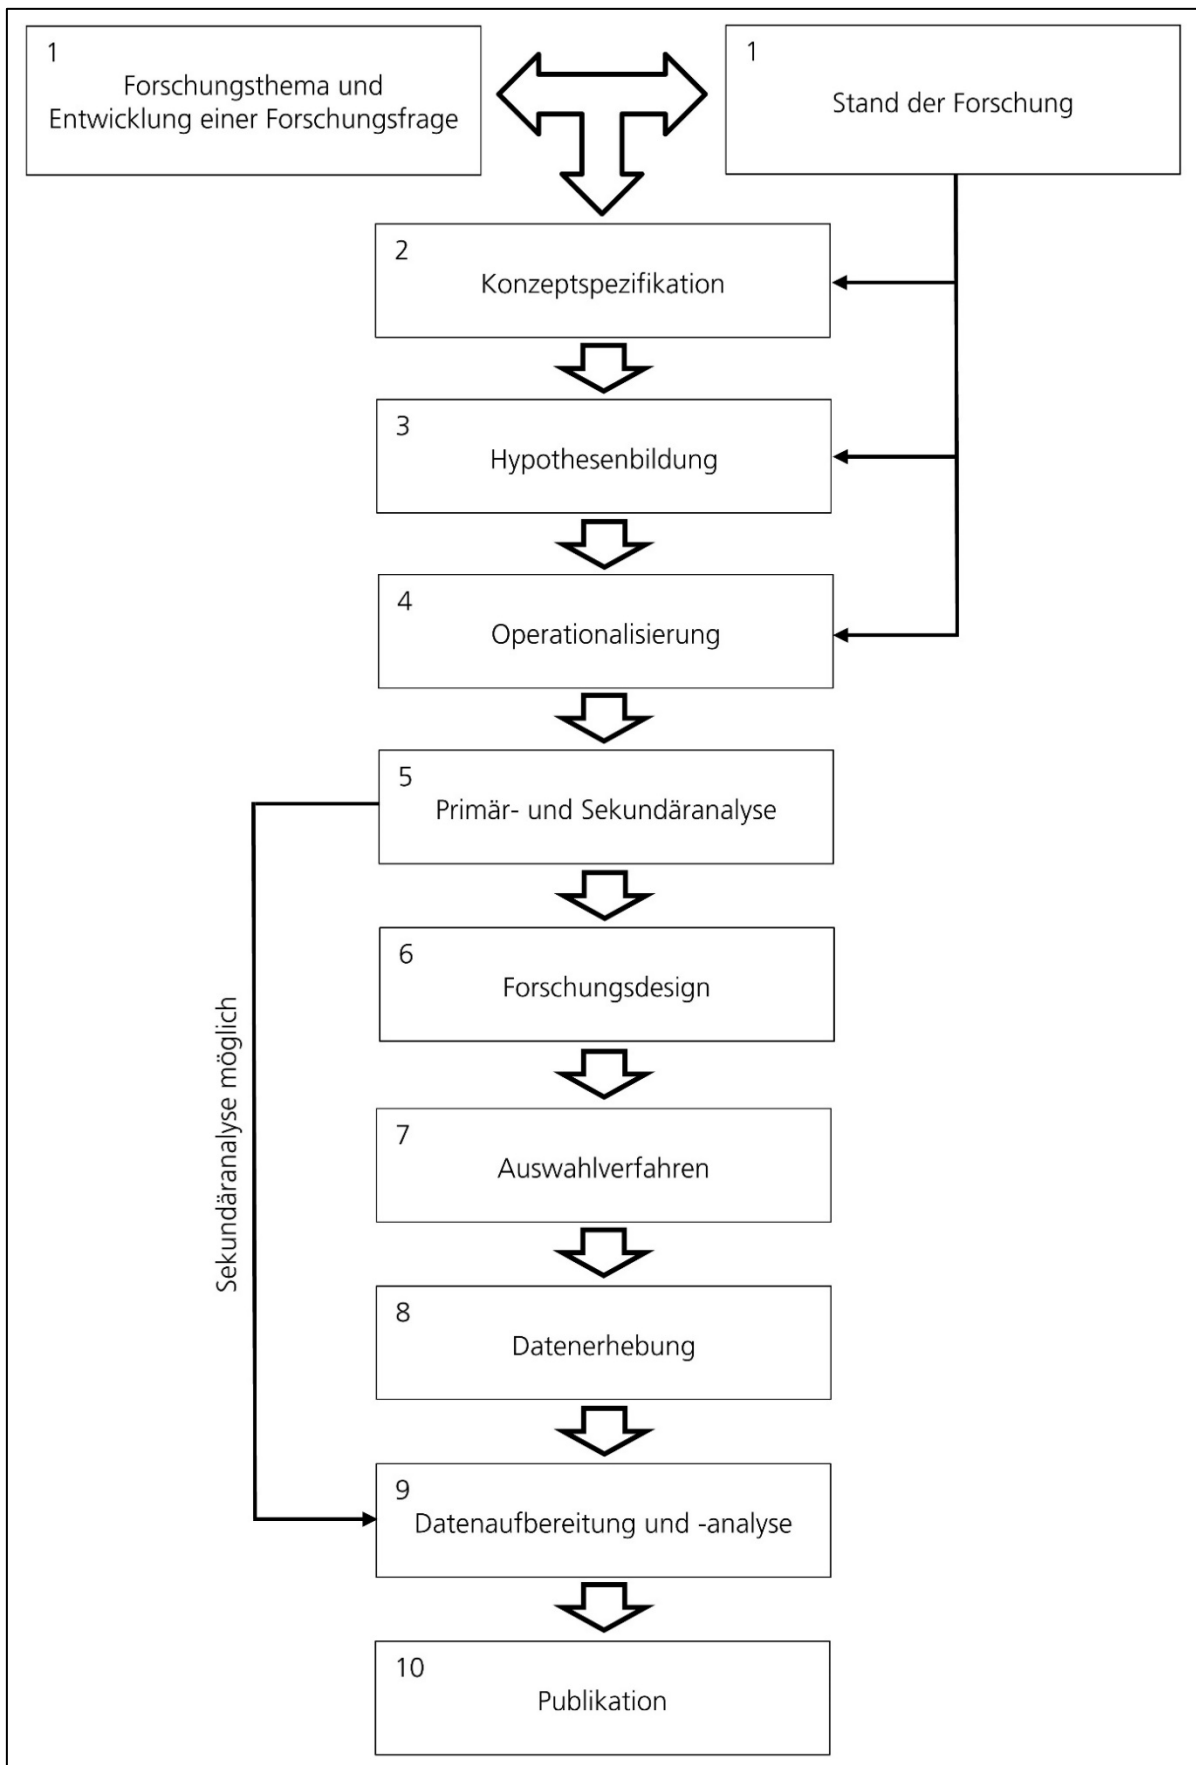 1
Forschungsthema und
Entwicklung einer Forschungsfrage
1
Stand der Forschung
2
Konzeptspezifikation
3
Hypothesenbildung
4
Operationalisierung
5
Primär- und Sekundäranalyse
6
Forschungsdesign
Sekundäranalyse möglich
7
Auswahlverfahren
8
Datenerhebung
9
Datenaufbereitung und -analyse
10
Publikation